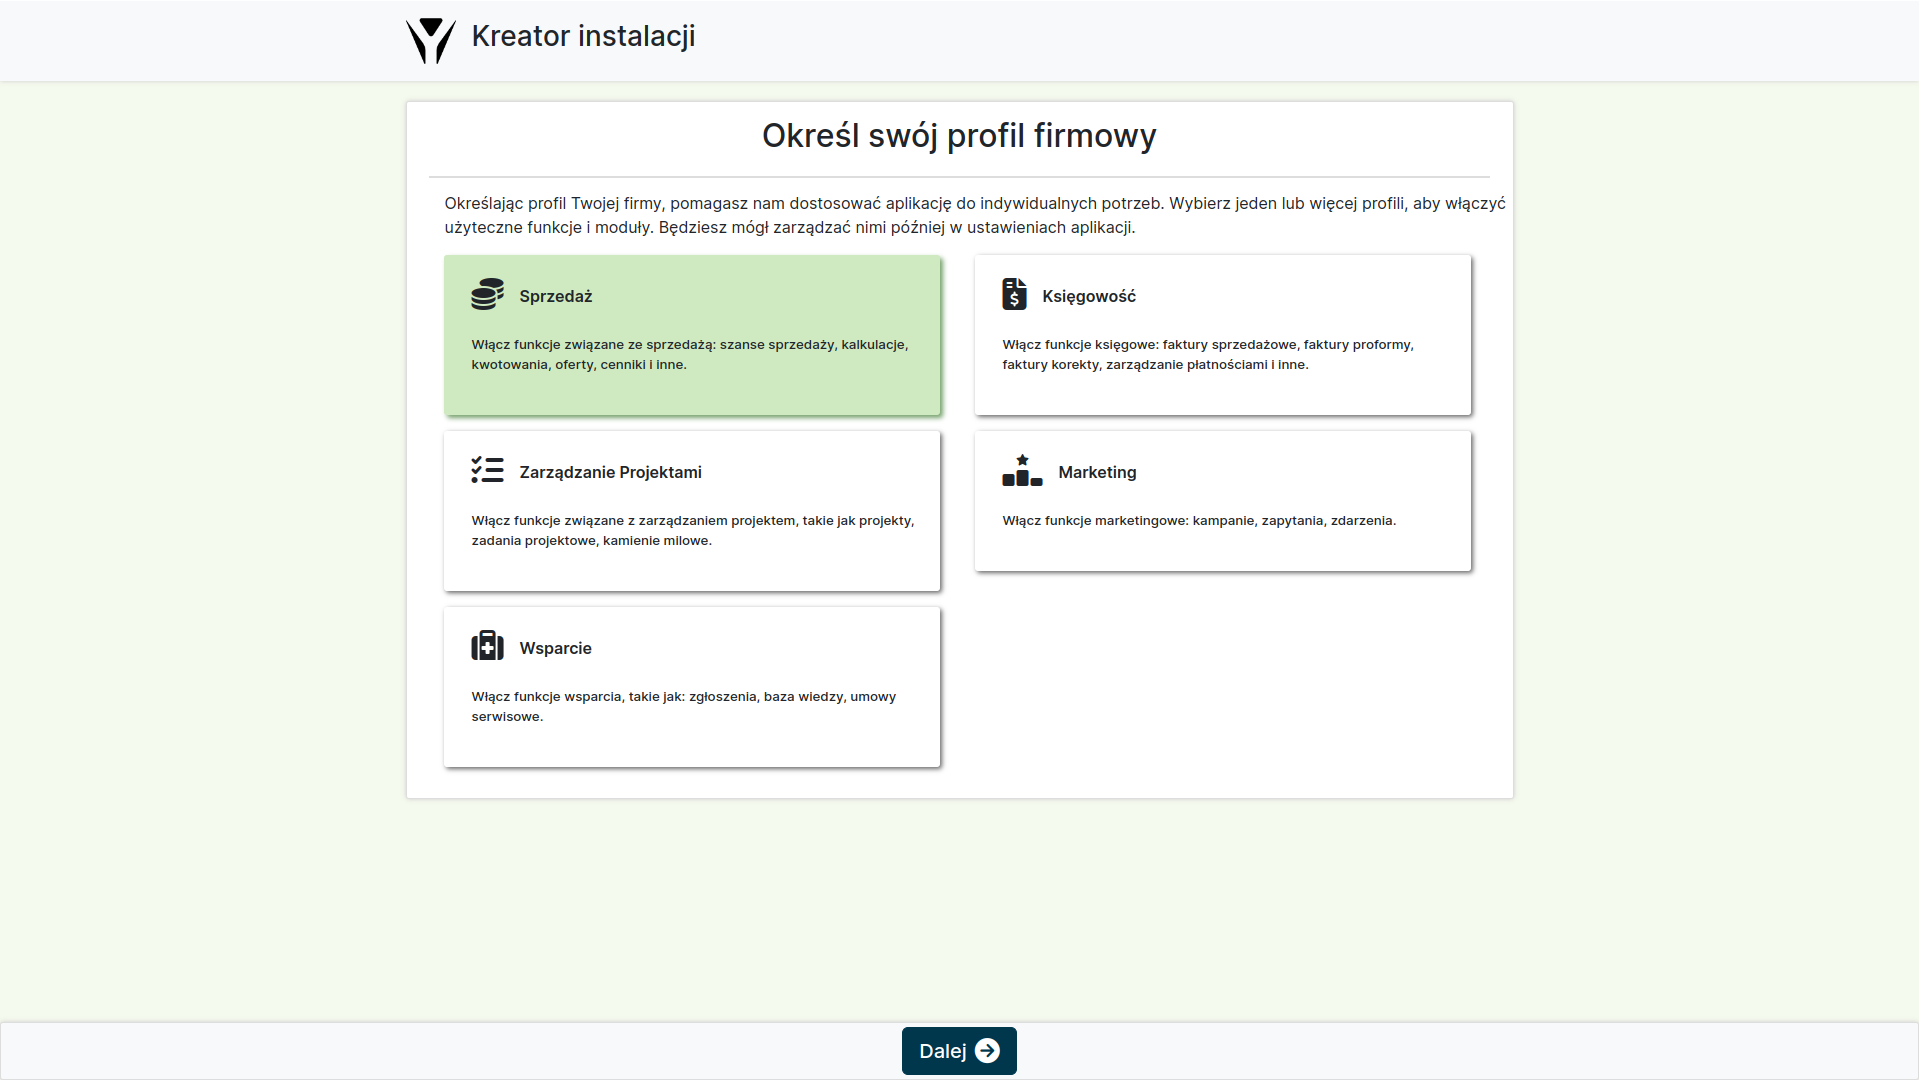 Kreator instalacji
Określ swój profil firmowy
Określając profil Twojej firmy, pomagasz nam dostosować aplikację do indywidualnych potrzeb. Wybierz jeden lub więcej profili, aby włączyć
użyteczne funkcje i moduły. Będziesz mógł zarządzać nimi później w ustawieniach aplikacji.
Sprzedaż
Włącz funkcje związane ze sprzedażą: szanse sprzedaży, kalkulacje,
kwotowania, oferty, cenniki i inne.
Księgowość
Włącz funkcje księgowe: faktury sprzedażowe, faktury proformy,
faktury korekty, zarządzanie płatnościami i inne.
Zarządzanie Projektami
Włącz funkcje związane z zarządzaniem projektem, takie jak projekty,
zadania projektowe, kamienie milowe.
Marketing
Włącz funkcje marketingowe: kampanie, zapytania, zdarzenia.
Wsparcie
Włącz funkcje wsparcia, takie jak: zgłoszenia, baza wiedzy, umowy
serwisowe.
Dalej